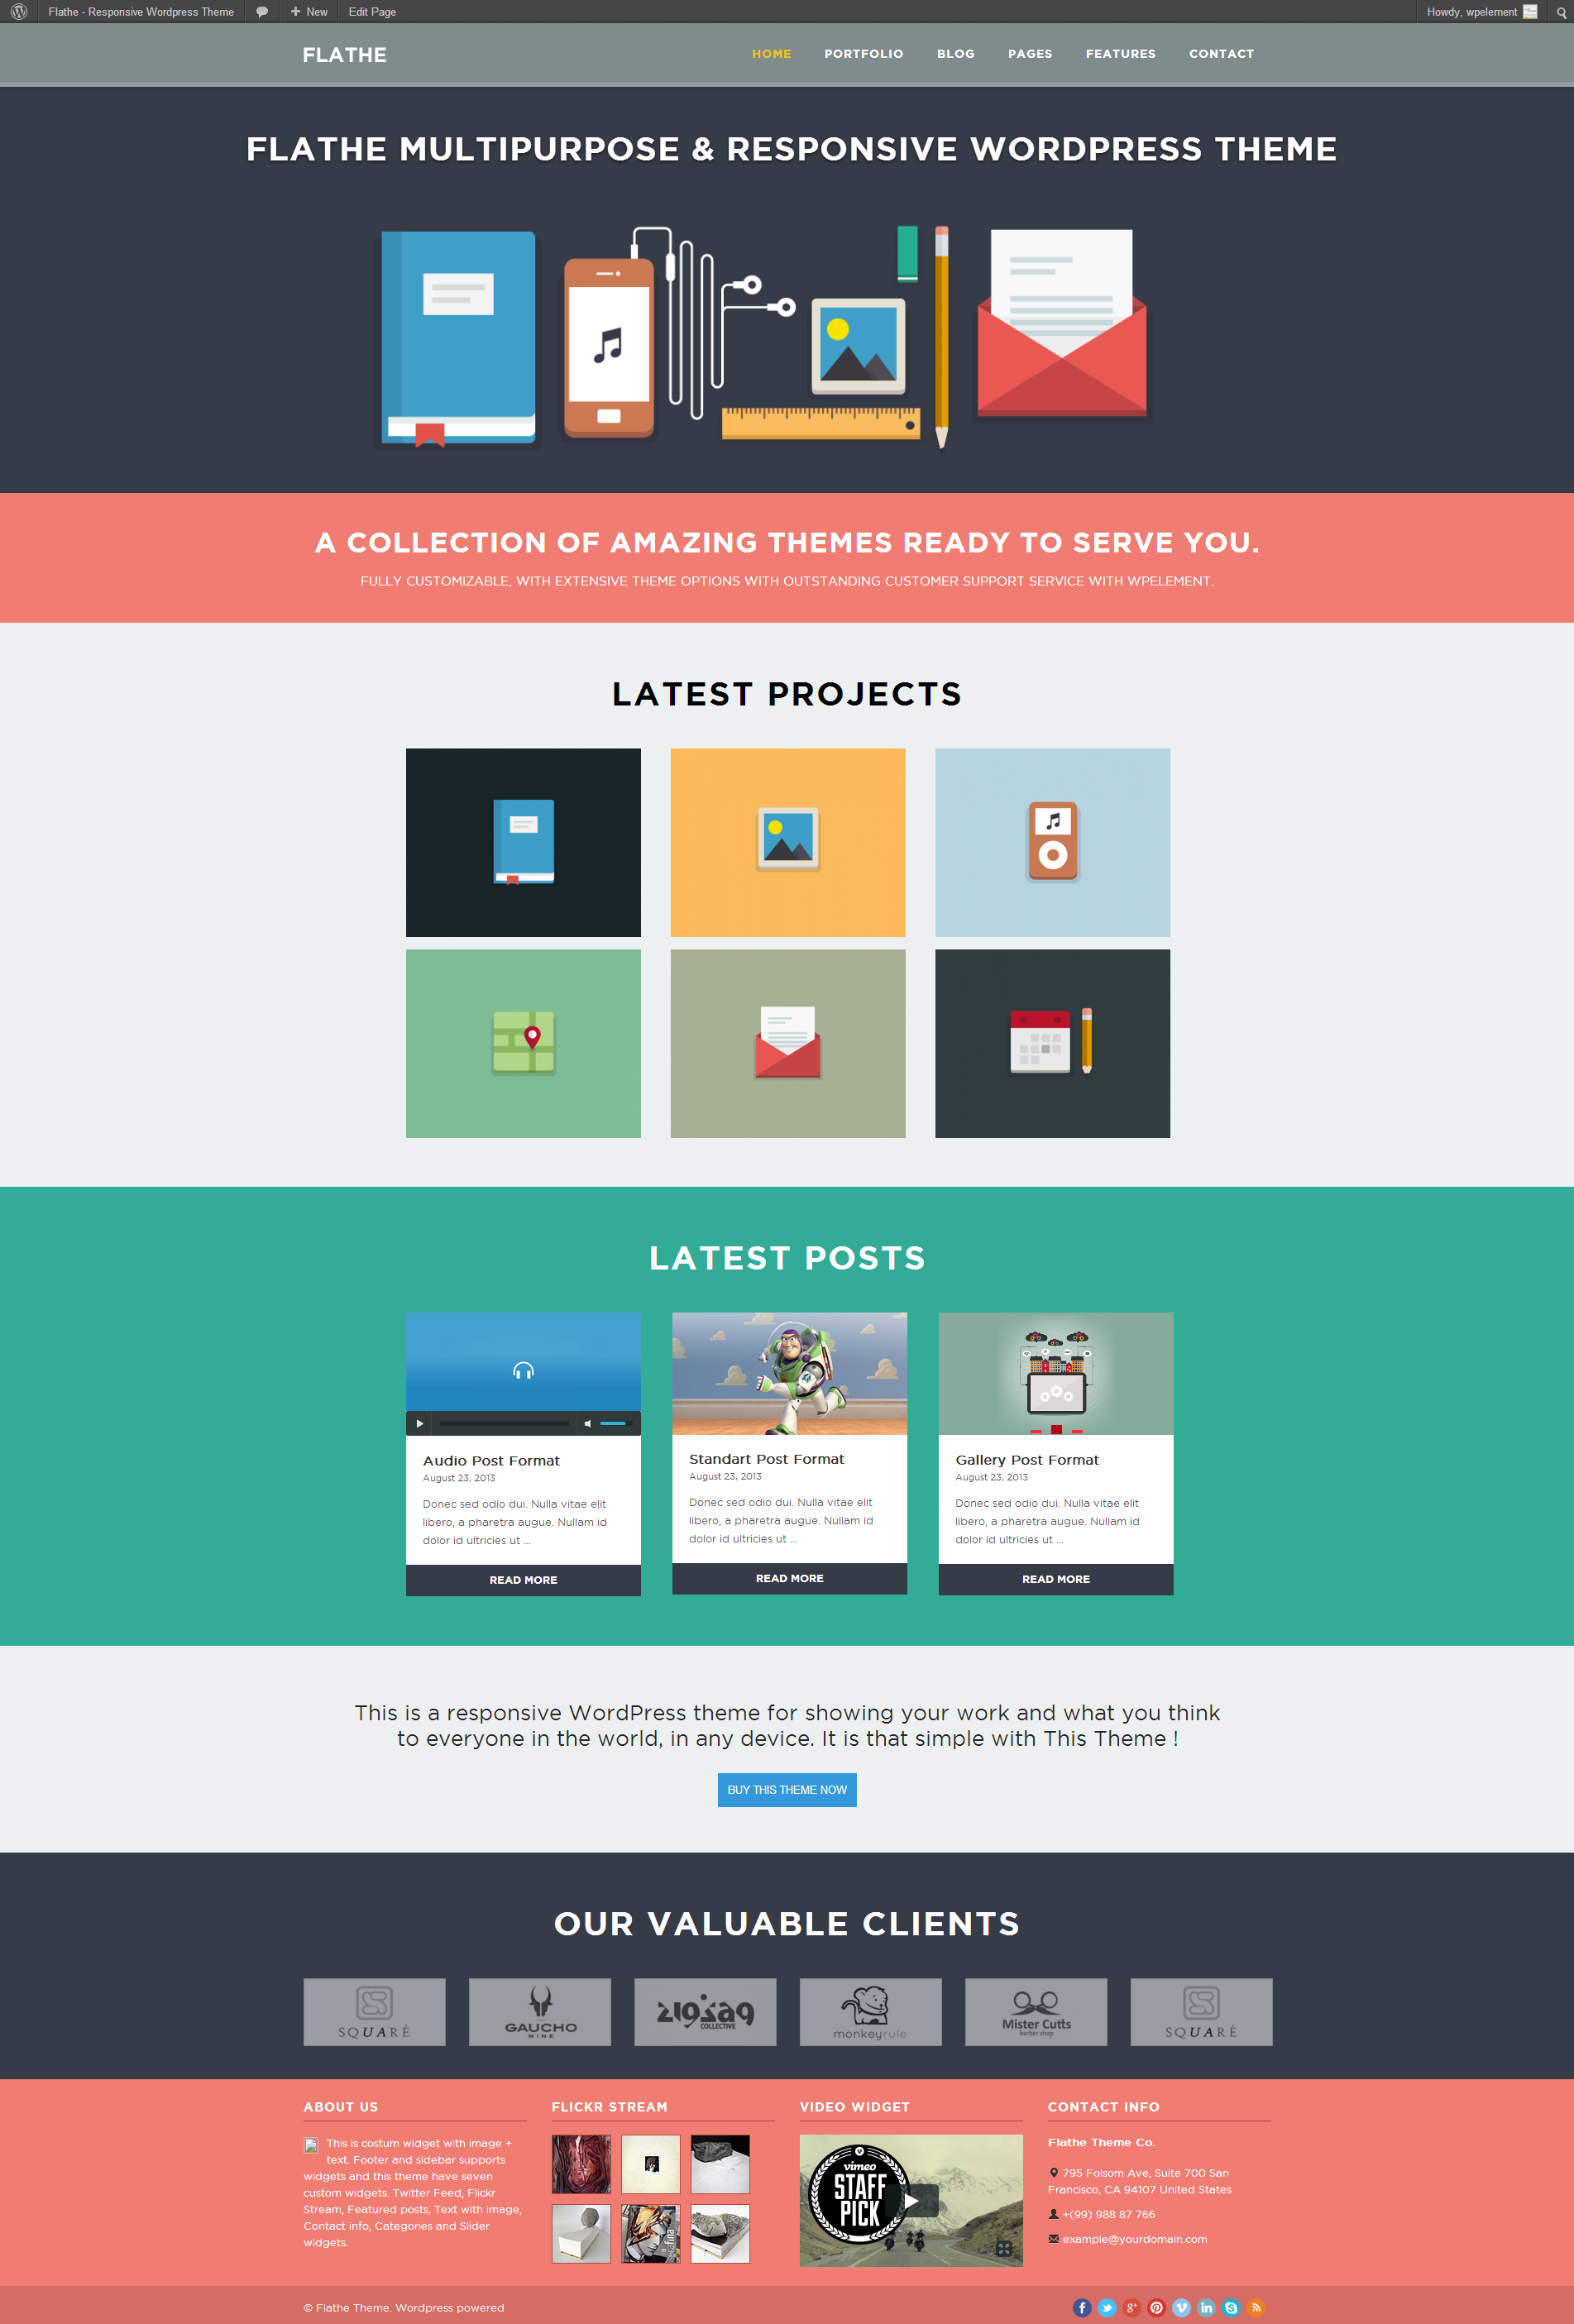 Flathe - Responsive Wordpress Theme
New
Edit Page
Howdy, wpelement
FLATHE
HOME
PORTFOLIO
BLOG
PAGES
FEATURES
CONTACT
FLATHE MULTIPURPOSE & RESPONSIVE WORDPRESS THEME
A COLLECTION OF AMAZING THEMES READY TO SERVE YOU.
FULLY CUSTOMIZABLE, WITH EXTENSIVE THEME OPTIONS WITH OUTSTANDING CUSTOMER SUPPORT SERVICE WITH WPELEMENT.
LATEST PROJECTS
LATEST POSTS
Audio Post Format
August 23, 2013
Donec sed odio dui. Nulla vitae elit
libero, a pharetra augue. Nullam id
dolor id ultricies ut ...
READ MORE
Standart Post Format
August 23, 2013
Donec sed odio dui. Nulla vitae elit
libero, a pharetra augue. Nullam id
dolor id ultricies ut ...
READ MORE
Gallery Post Format
August 23, 2013
Donec sed odio dui. Nulla vitae elit
libero, a pharetra augue. Nullam id
dolor id ultricies ut ...
READ MORE
This is a responsive WordPress theme for showing your work and what you think
to everyone in the world, in any device. It is that simple with This Theme !
BUY THIS THEME NOW
OUR VALUABLE CLIENTS
SQUARÉ
GAUCHO
WINE
zigzag
COLLECTIVE
monkeyrule
Mister Cutts
barber shop
SQUARÉ
ABOUT US
This is costum widget with image +
text. Footer and sidebar supports
widgets and this theme have seven
custom widgets. Twitter Feed, Flickr
Stream, Featured posts, Text with image,
Contact info, Categories and Slider
widgets.
FLICKR STREAM
VIDEO WIDGET
vimeo
STAFF
PICK
CONTACT INFO
Flathe Theme Co.
795 Folsom Ave, Suite 700 San
Francisco, CA 94107 United States
+(99) 988 87 766
example@yourdomain.com
© Flathe Theme. Wordpress powered